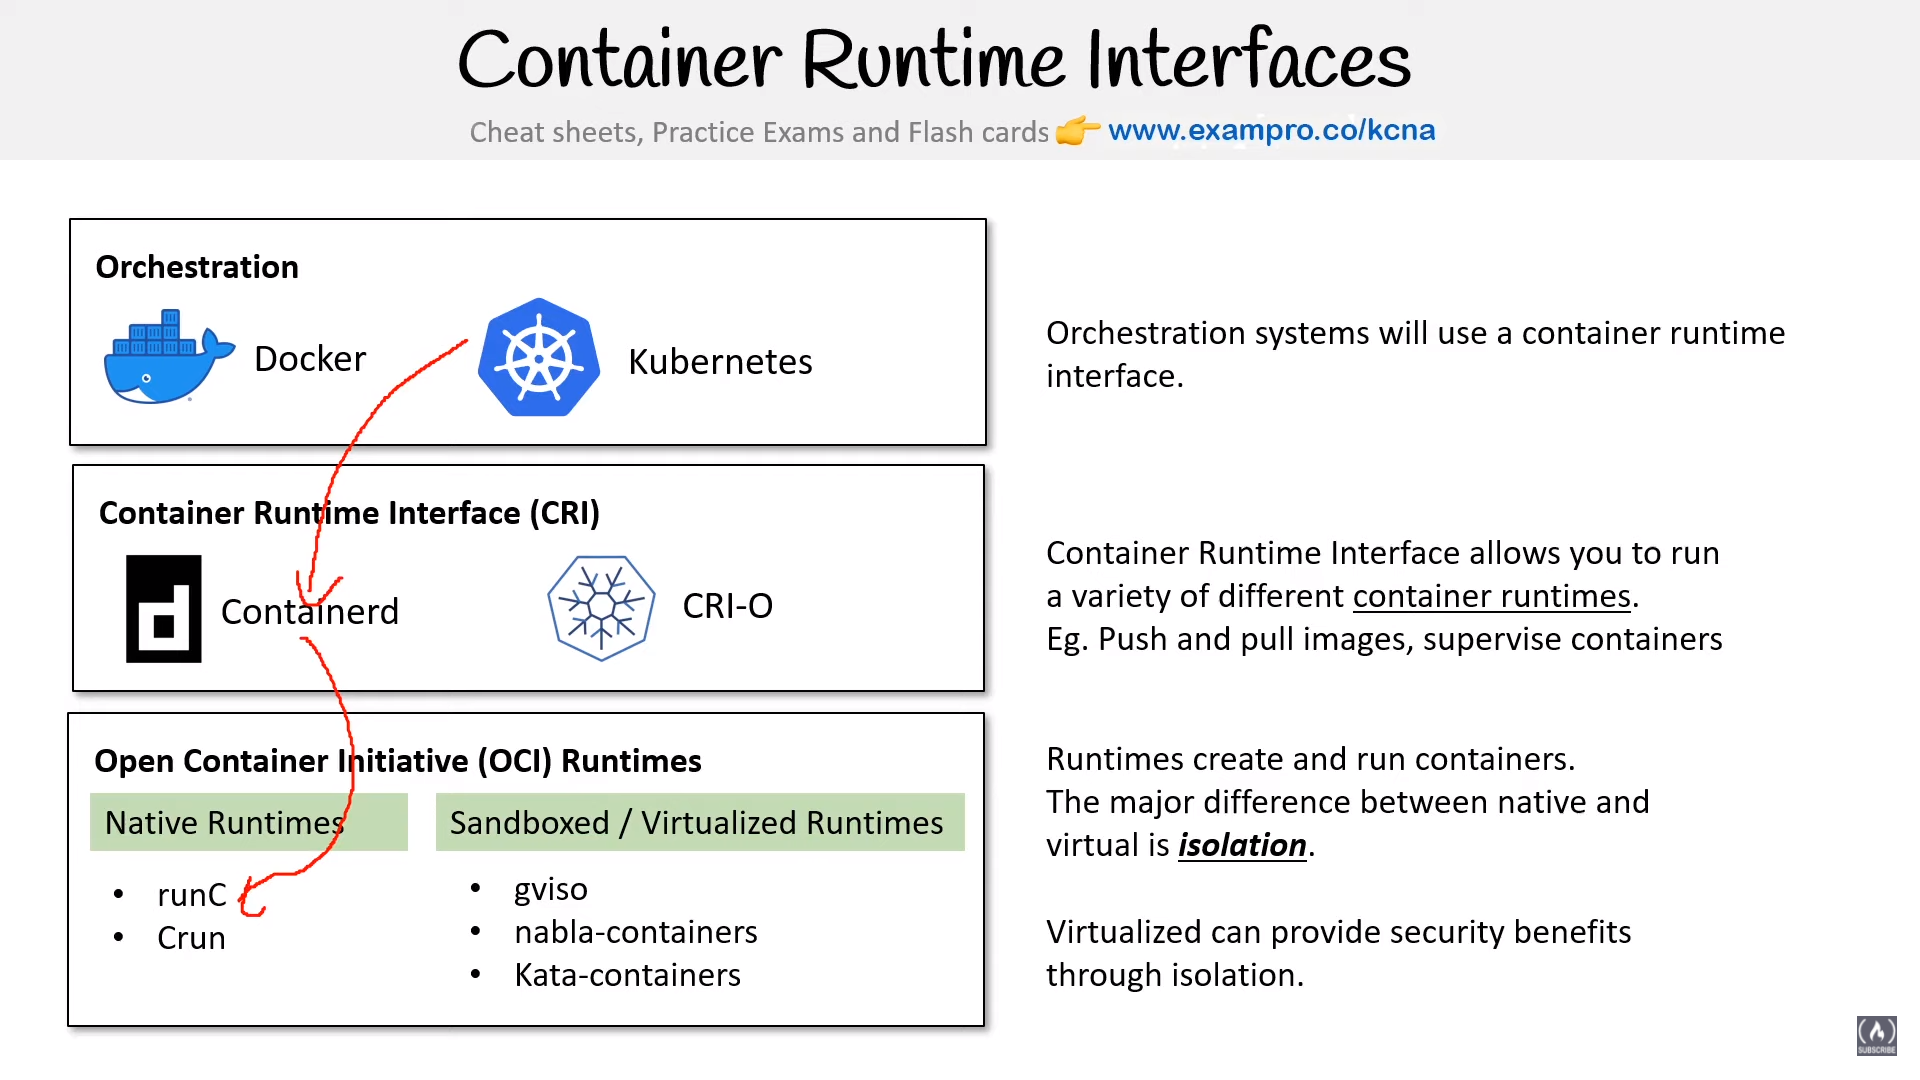 Container Runtime Interfaces
Cheat sheets, Practice Exams and Flash cards 👉 www.exampro.co/kcna
Orchestration
Docker
Kubernetes
Orchestration systems will use a container runtime
interface.
Container Runtime Interface (CRI)
Containerd
CRI-O
Container Runtime Interface allows you to run
a variety of different container runtimes.
Eg. Push and pull images, supervise containers
Open Container Initiative (OCI) Runtimes
Native Runtimes
• runC
• Crun
Sandboxed / Virtualized Runtimes
• gviso
• nabla-containers
• Kata-containers
Runtimes create and run containers.
The major difference between native and
virtual is isolation.
Virtualized can provide security benefits
through isolation.
SUBSCRIBE